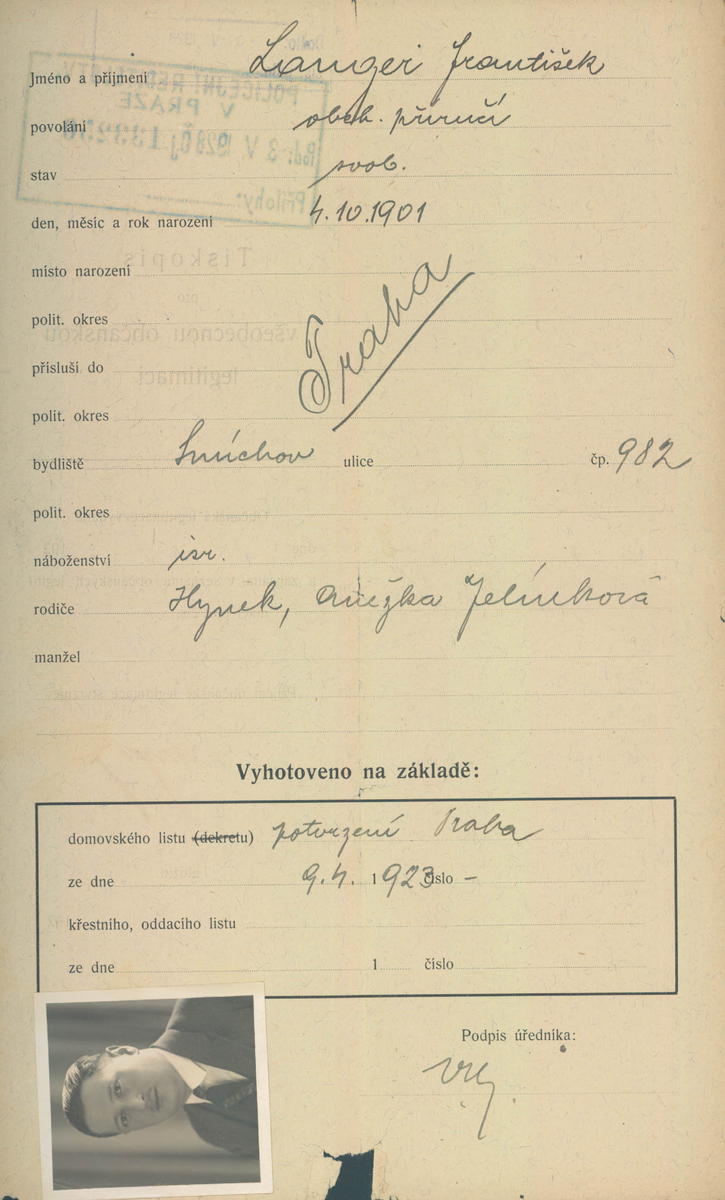 Jméno a příjmení Langer František
povolání obch. příručí
stav svob.
den, měsíc a rok narození 4.10.1901
místo narození
polit. okres
Praha
přísluší do
polit. okres
bydliště Smíchov ulice čp. 982
polit. okres
náboženství isr.
rodiče Hynek, Anežka Jelínková
manžel
Vyhotoveno na základě:
domovského listu (dekretu) potvrzení Praha
ze dne 9.4. 1923 číslo -
křestního, oddacího listu
ze dne 1 číslo
Podpis úředníka:
POLICEJNÍ ŘEDITELSTVÍ
V PRAZE
Přílohy:
Tiskopis
pro
všeobecnou občanskou
legitimaci